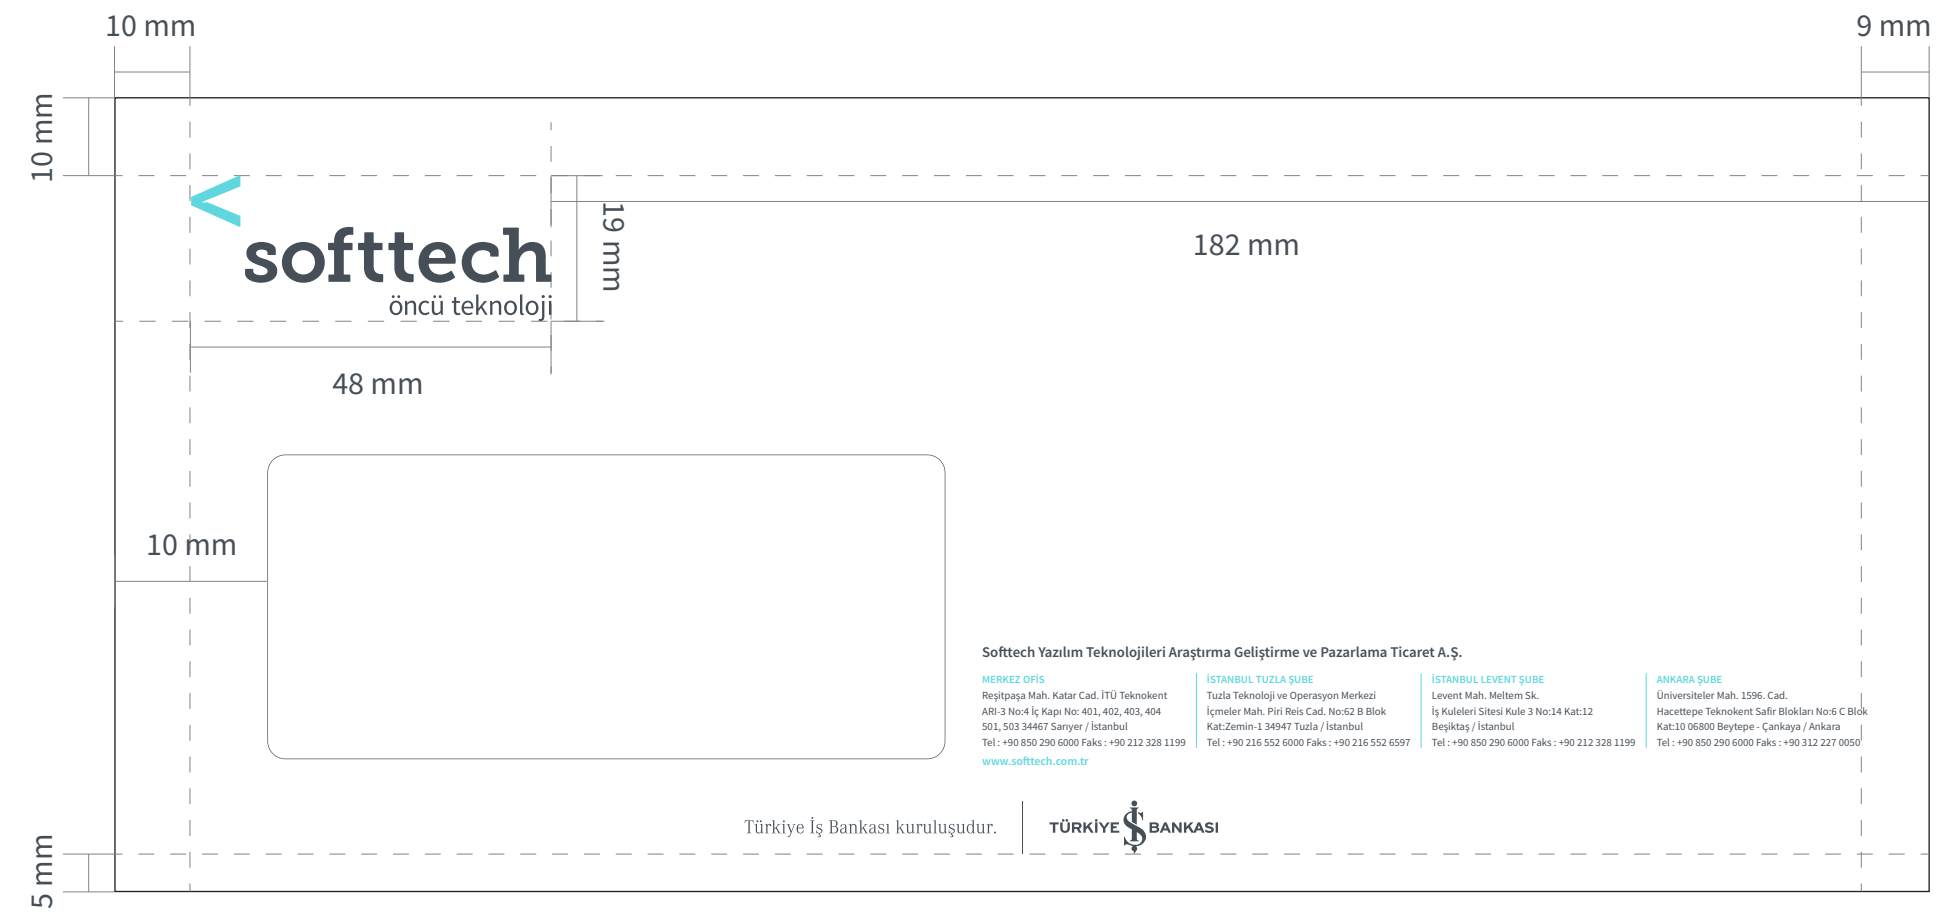 10 mm
9 mm
10 mm
softtech
öncü teknoloji
19 mm
182 mm
48 mm
10 mm
Softtech Yazılım Teknolojileri Araştırma Geliştirme ve Pazarlama Ticaret A.Ş.
MERKEZ OFİS
Reşitpaşa Mah. Katar Cad. İTÜ Teknokent
ARI-3 No:4 İç Kapı No: 401, 402, 403, 404
501, 503 34467 Sarıyer / İstanbul
Tel : +90 850 290 6000 Faks : +90 212 328 1199
www.softtech.com.tr
İSTANBUL TUZLA ŞUBE
Tuzla Teknoloji ve Operasyon Merkezi
İçmeler Mah. Piri Reis Cad. No:62 B Blok
Kat:Zemin-1 34947 Tuzla / İstanbul
Tel : +90 216 552 6000 Faks : +90 216 552 6597
İSTANBUL LEVENT ŞUBE
Levent Mah. Meltem Sk.
İş Kuleleri Sitesi Kule 3 No:14 Kat:12
Beşiktaş / İstanbul
Tel : +90 850 290 6000 Faks : +90 212 328 1199
ANKARA ŞUBE
Üniversiteler Mah. 1596. Cad.
Hacettepe Teknokent Safir Blokları No:6 C Blok
Kat:10 06800 Beytepe - Çankaya / Ankara
Tel : +90 850 290 6000 Faks : +90 312 227 0050
Türkiye İş Bankası kuruluşudur.
TÜRKİYE İŞ BANKASI
5 mm